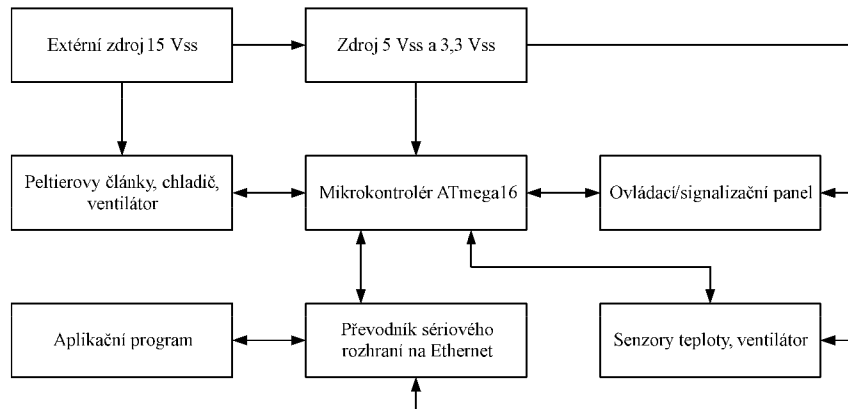 Extérní zdroj 15 Vss
Zdroj 5 Vss a 3,3 Vss
Peltierovy články, chladič,
ventilátor
Mikrokontrolér ATmega16
Ovládací/signalizační panel
Aplikační program
Převodník sériového
rozhraní na Ethernet
Senzory teploty, ventilátor